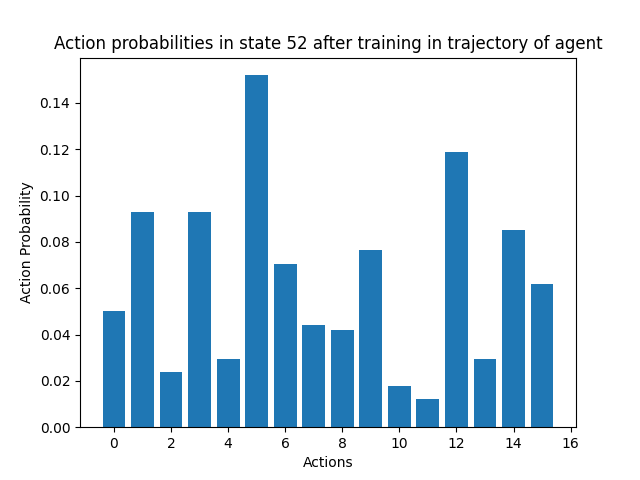 Action probabilities in state 52 after training in trajectory of agent
0.14
0.12
0.10
0.08
0.06
0.04
0.02
0.00
Action Probability
0 2 4 6 8 10 12 14 16
Actions